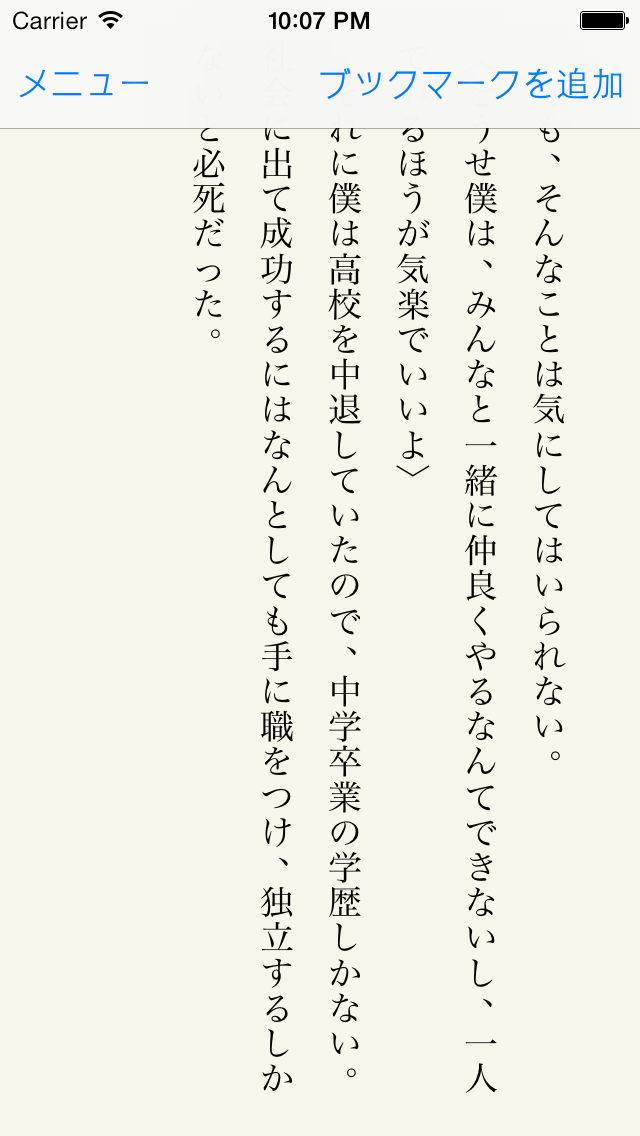 Carrier 10:07 PM
メニュー ブックマークを追加
も、そんなことは気にしてはいられない。
うせ僕は、みんなと一緒に仲良くやるなんてできないし、一人
るほうが気楽でいいよ〉
れに僕は高校を中退していたので、中学卒業の学歴しかない。
に出て成功するにはなんとしても手に職をつけ、独立するしか
と必死だった。